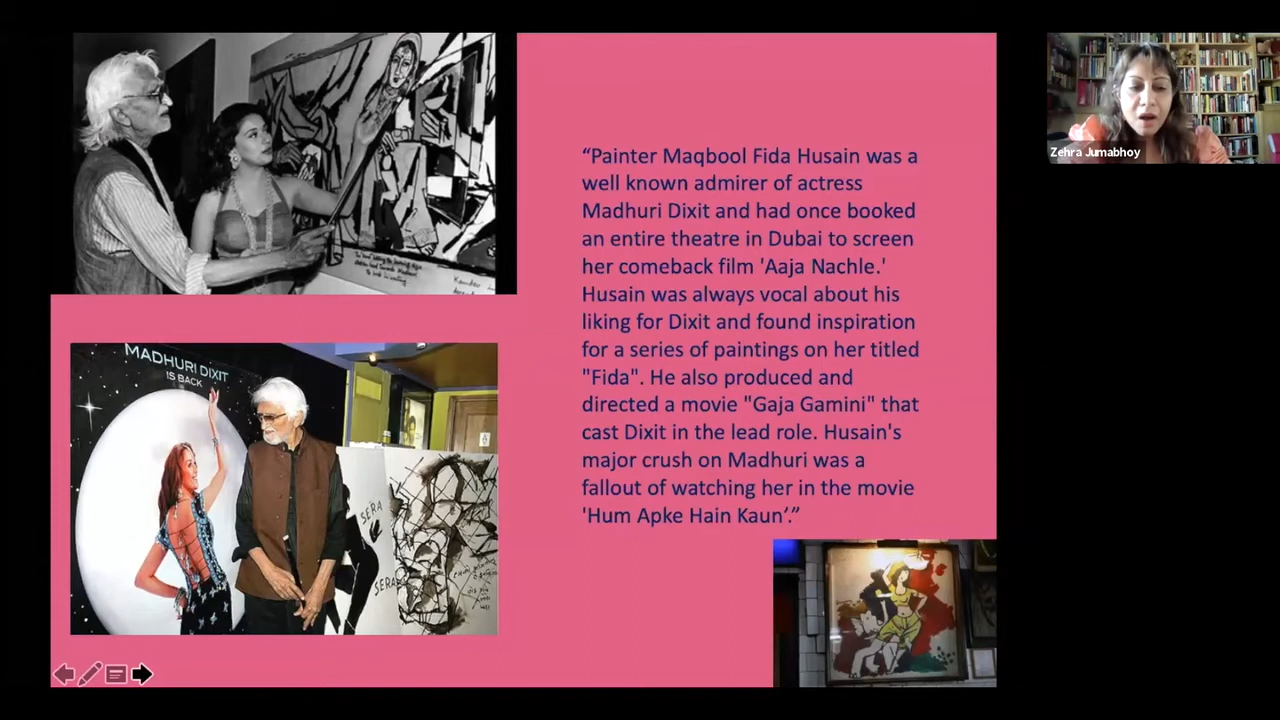 “Painter Maqbool Fida Husain was a
well known admirer of actress
Madhuri Dixit and had once booked
an entire theatre in Dubai to screen
her comeback film 'Aaja Nachle.'
Husain was always vocal about his
liking for Dixit and found inspiration
for a series of paintings on her titled
"Fida". He also produced and
directed a movie "Gaja Gamini" that
cast Dixit in the lead role. Husain's
major crush on Madhuri was a
fallout of watching her in the movie
'Hum Apke Hain Kaun‘.”
MADHURI DIXIT
IS BACK
SERA
SERA
Zehra Jumabhoy